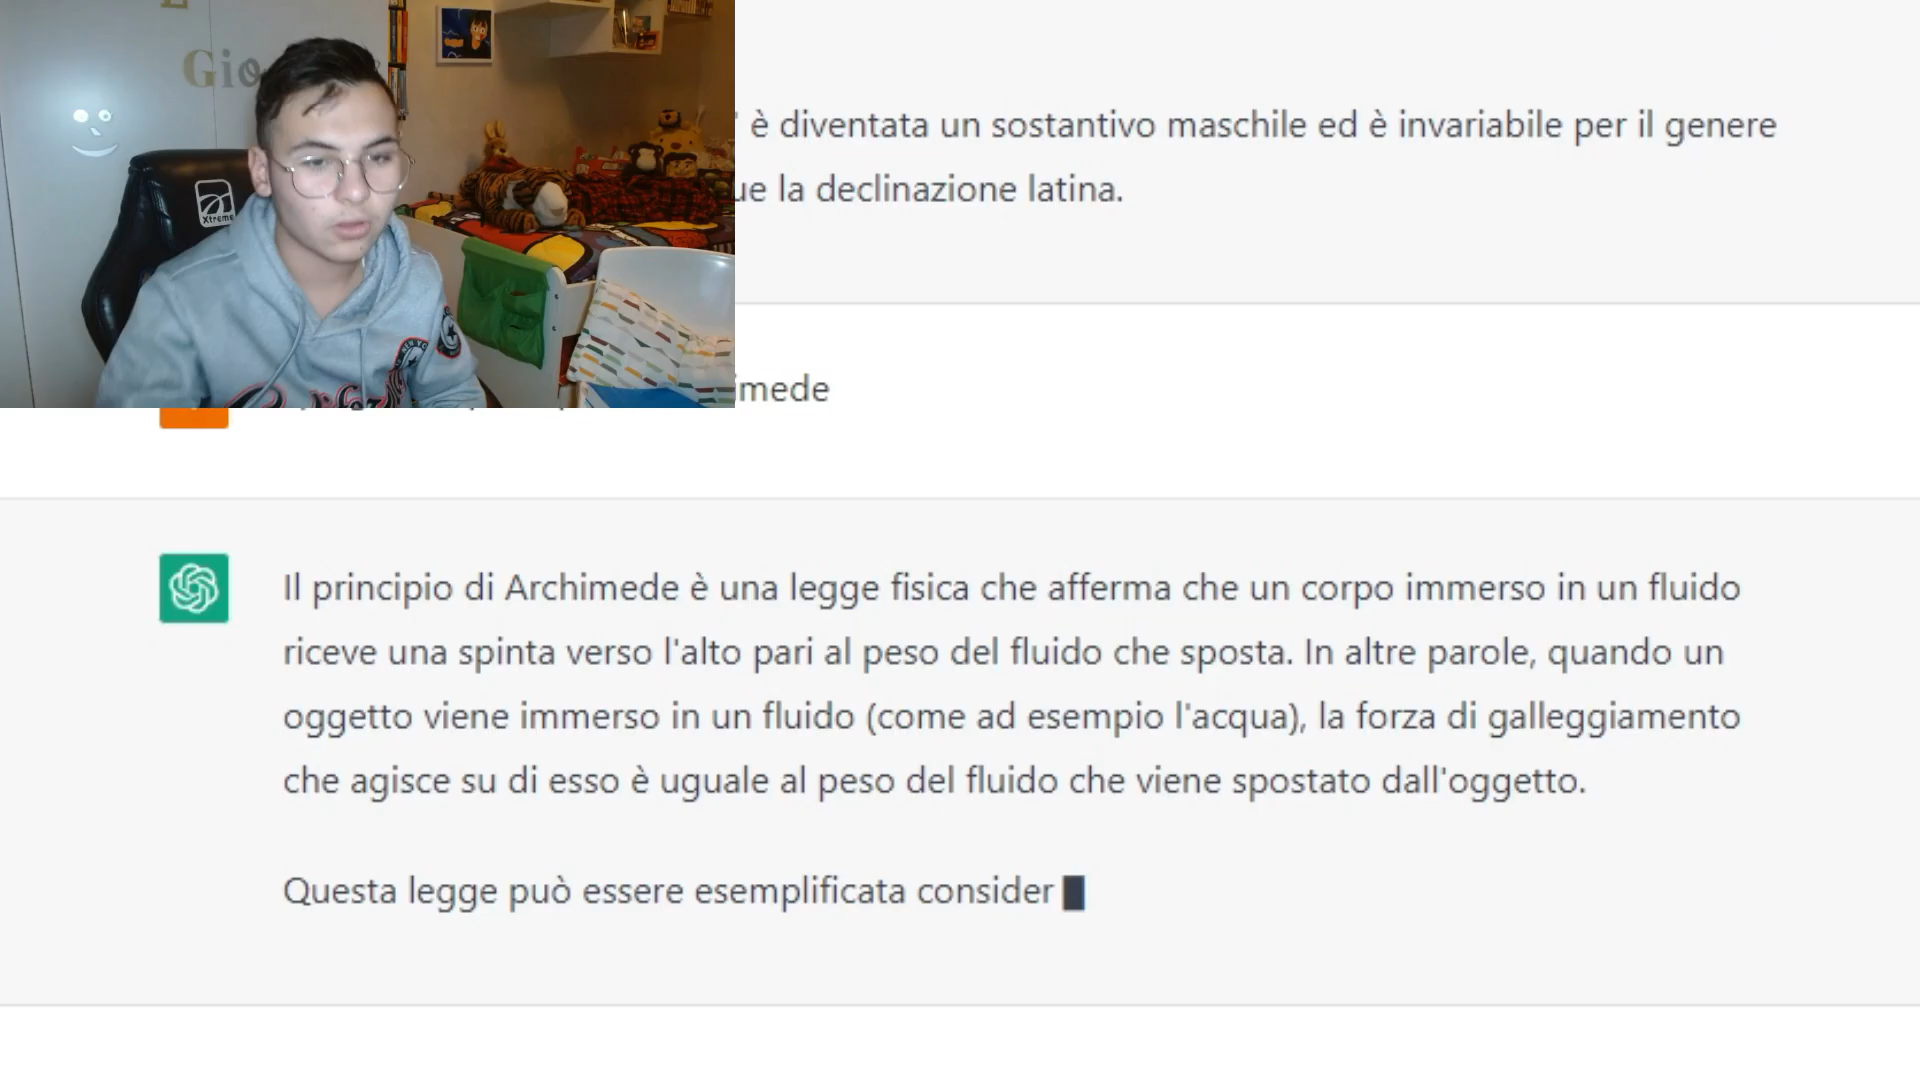 Gio
Xtreme
NEW YO
è diventata un sostantivo maschile ed è invariabile per il genere
ue la declinazione latina.
imede
Il principio di Archimede è una legge fisica che afferma che un corpo immerso in un fluido
riceve una spinta verso l'alto pari al peso del fluido che sposta. In altre parole, quando un
oggetto viene immerso in un fluido (come ad esempio l'acqua), la forza di galleggiamento
che agisce su di esso è uguale al peso del fluido che viene spostato dall'oggetto.
Questa legge può essere esemplificata consider